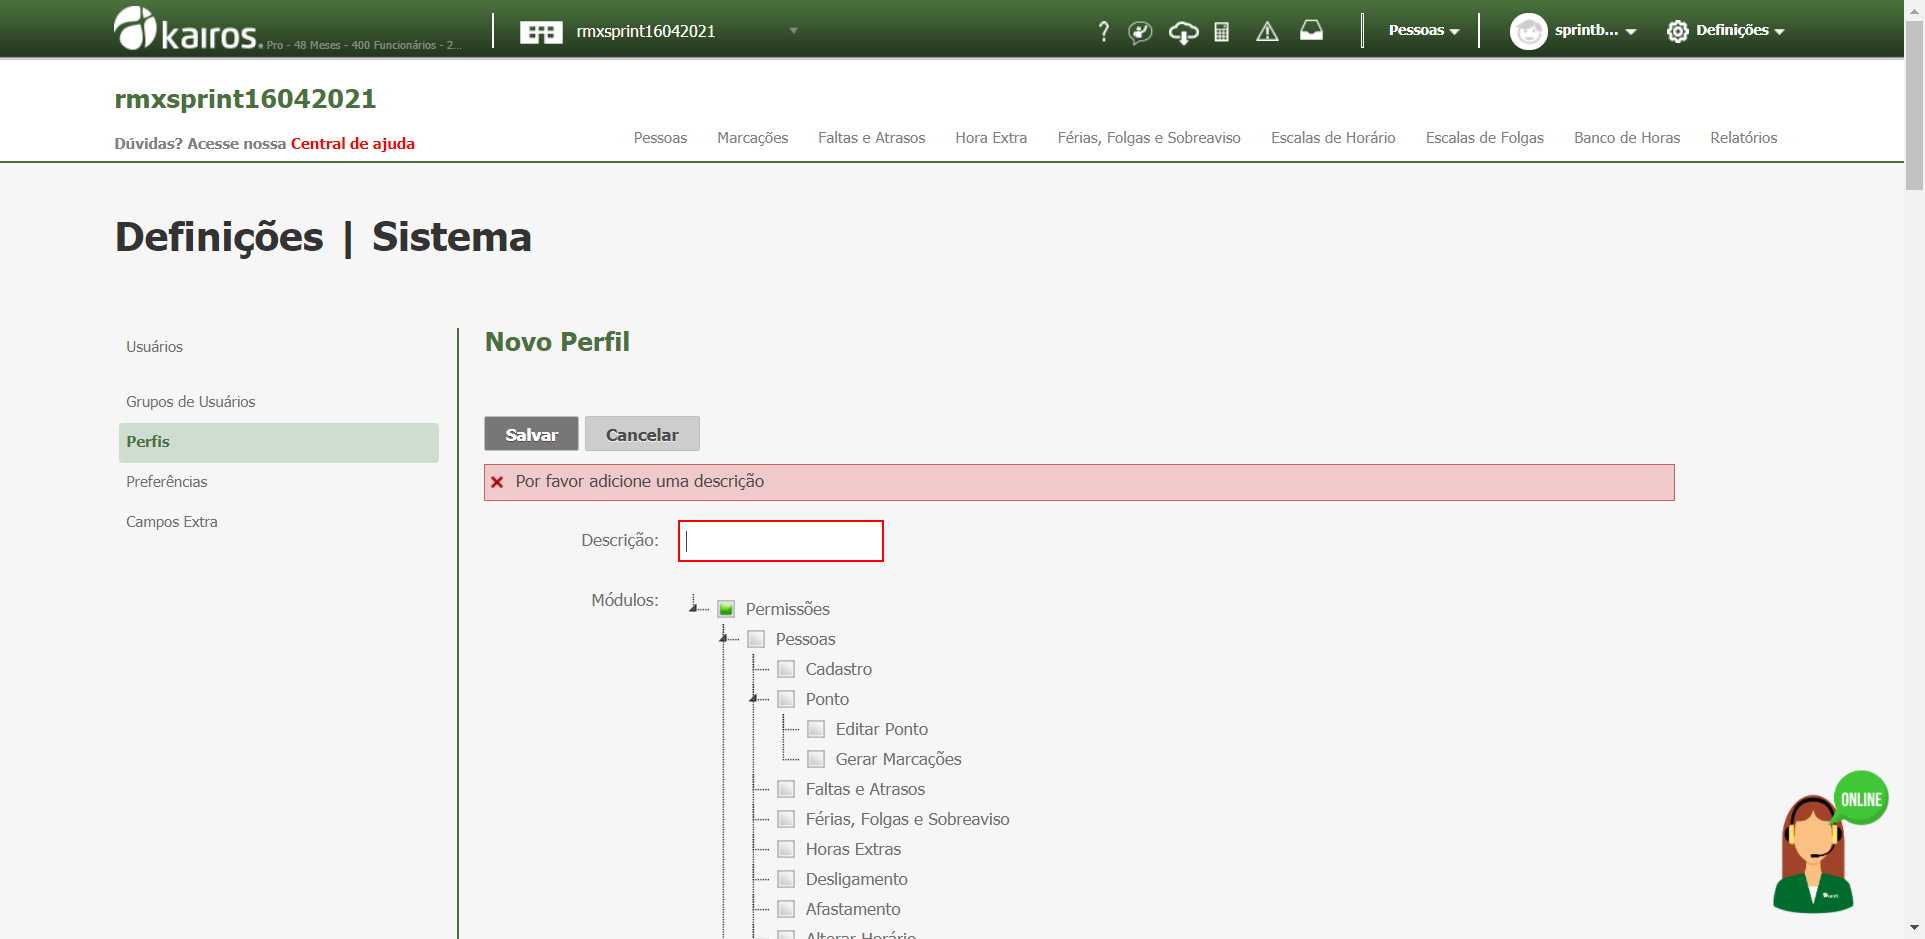 kairos. Pro - 48 Meses - 400 Funcionários - 2...
rmxsprint16042021
?
Pessoas
sprintb...
Definições
rmxsprint16042021
Dúvidas? Acesse nossa Central de ajuda
Pessoas Marcações Faltas e Atrasos Hora Extra Férias, Folgas e Sobreaviso Escalas de Horário Escalas de Folgas Banco de Horas Relatórios
Definições | Sistema
Usuários
Grupos de Usuários
Perfis
Preferências
Campos Extra
Novo Perfil
Salvar Cancelar
Por favor adicione uma descrição
Descrição:
Módulos:
Permissões
Pessoas
Cadastro
Ponto
Editar Ponto
Gerar Marcações
Faltas e Atrasos
Férias, Folgas e Sobreaviso
Horas Extras
Desligamento
Afastamento
Alterar Horário
ONLINE